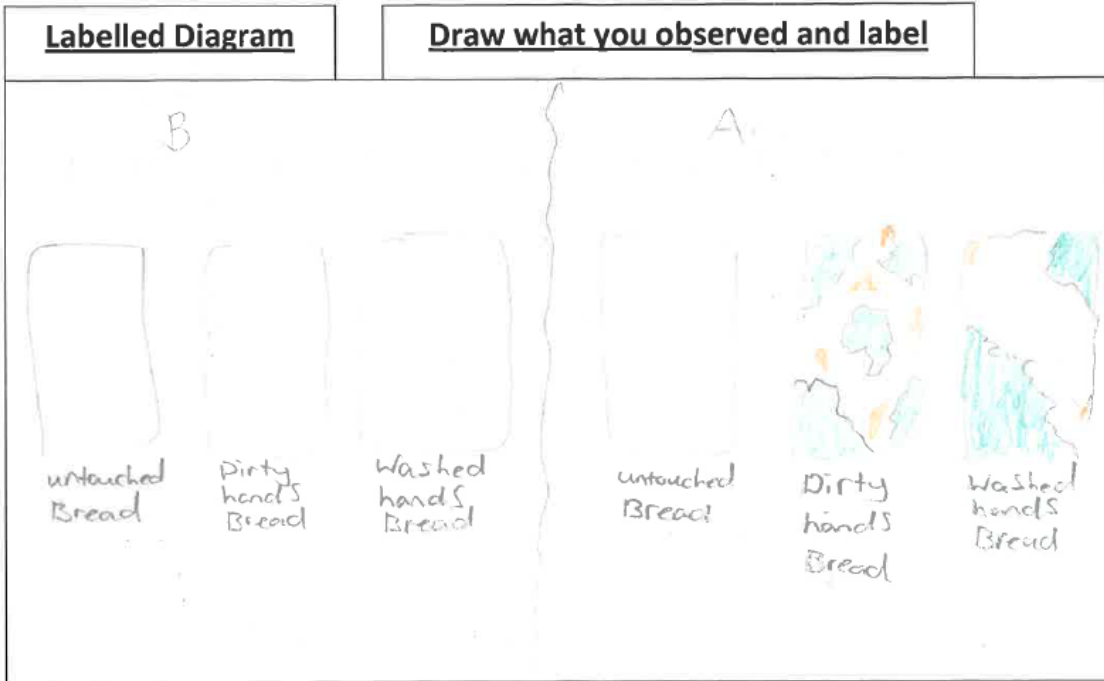 Labelled Diagram
Draw what you observed and label
B
A
untouched
Bread
Dirty
hands
Bread
Washed
hands
Bread
untouched
Bread
Dirty
hands
Bread
Washed
hands
Bread